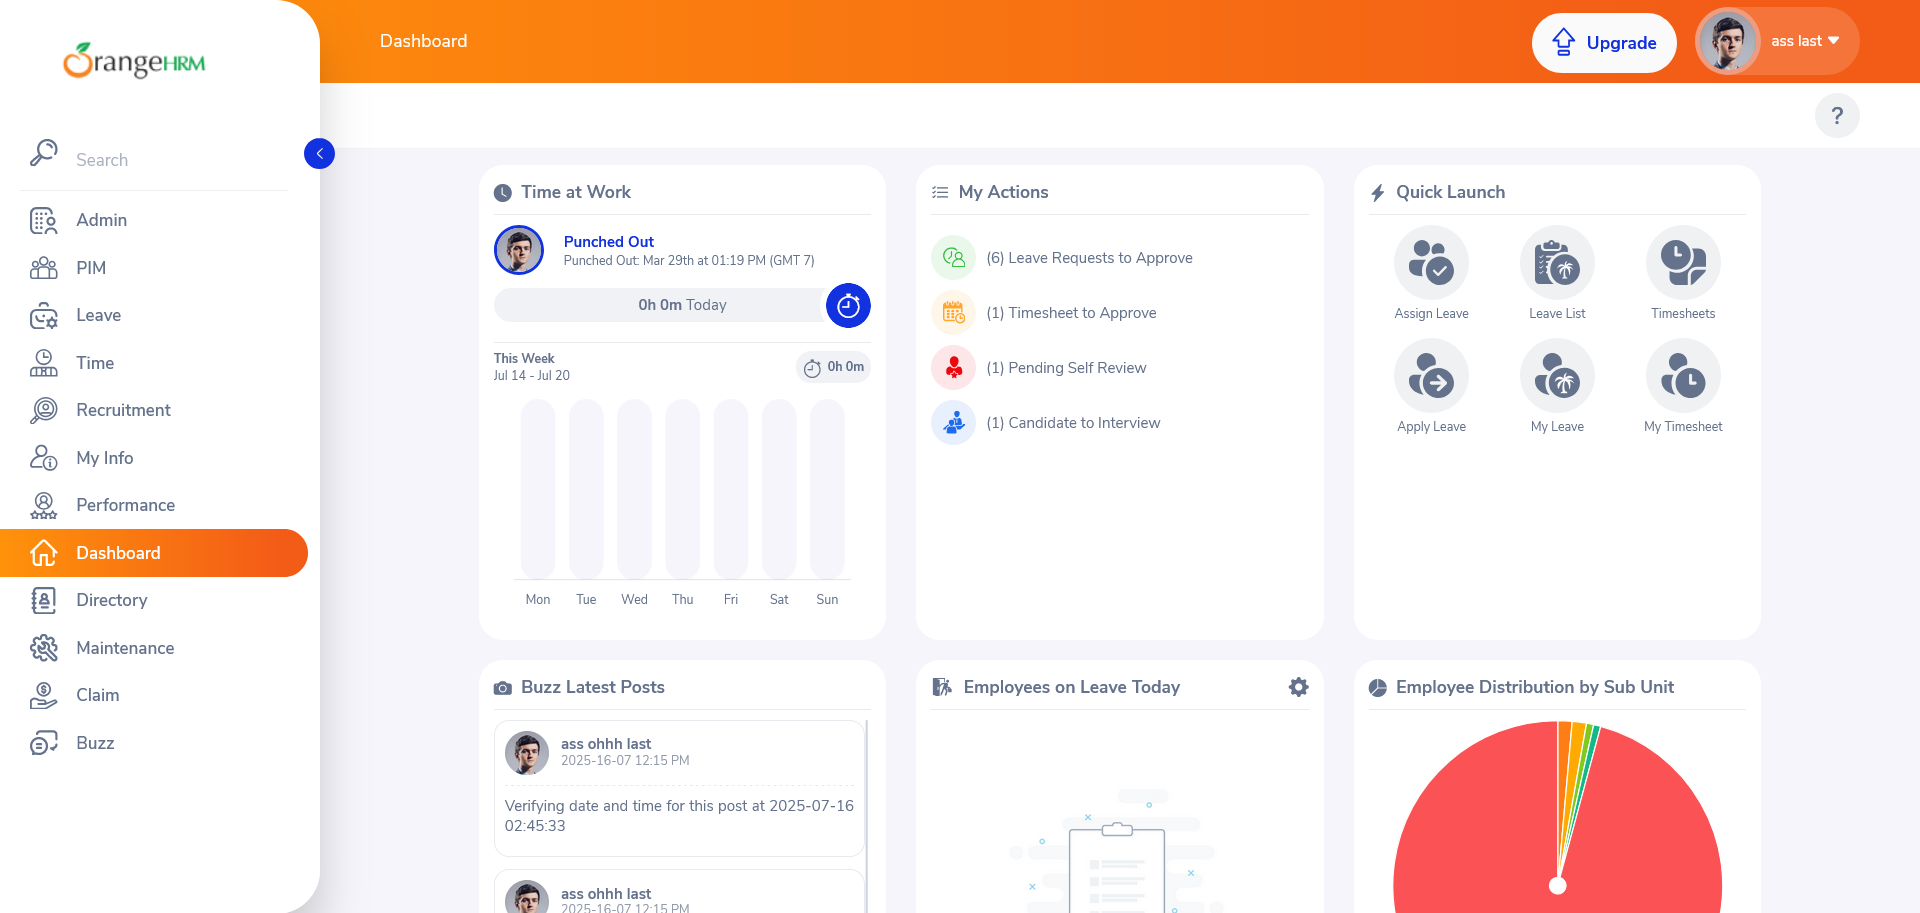 OrangeHRM
Search
Admin
PIM
Leave
Time
Recruitment
My Info
Performance
Dashboard
Directory
Maintenance
Claim
Buzz
Dashboard
Upgrade
ass last
?
Time at Work
Punched Out
Punched Out: Mar 29th at 01:19 PM (GMT 7)
0h 0m Today
This Week
Jul 14 - Jul 20
0h 0m
Mon Tue Wed Thu Fri Sat Sun
My Actions
(6) Leave Requests to Approve
(1) Timesheet to Approve
(1) Pending Self Review
(1) Candidate to Interview
Quick Launch
Assign Leave Leave List Timesheets
Apply Leave My Leave My Timesheet
Buzz Latest Posts
ass ohhh last
2025-16-07 12:15 PM
Verifying date and time for this post at 2025-07-16
02:45:33
ass ohhh last
2025-16-07 12:15 PM
Employees on Leave Today
Employee Distribution by Sub Unit